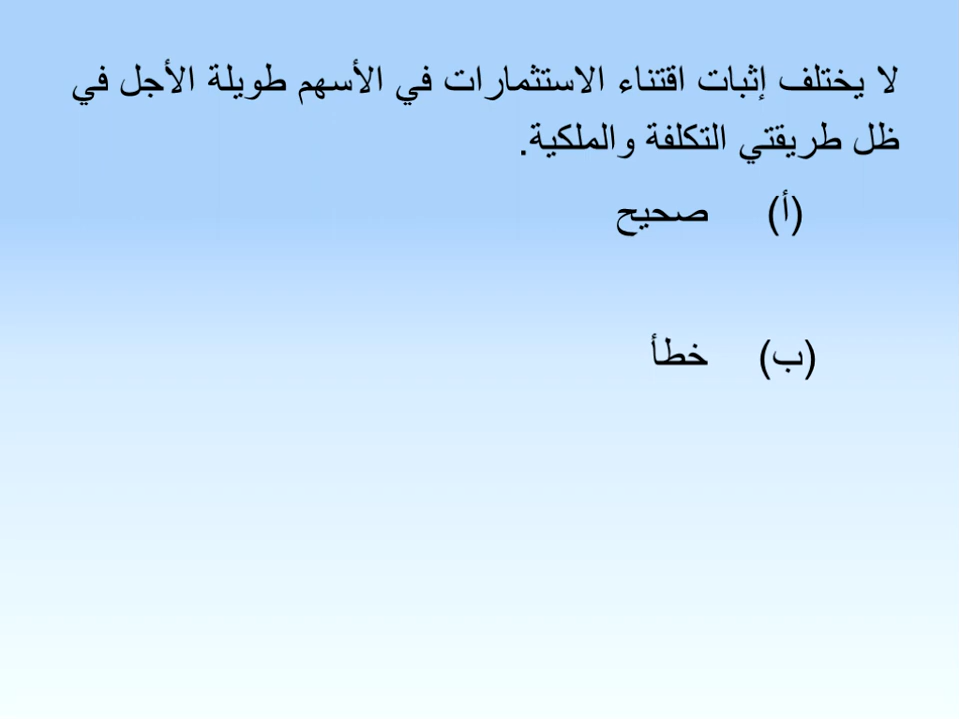 لا يختلف إثبات اقتناء الاستثمارات في الأسهم طويلة الأجل في
ظل طريقتي التكلفة والملكية.
(أ) صحيح
(ب) خطأ